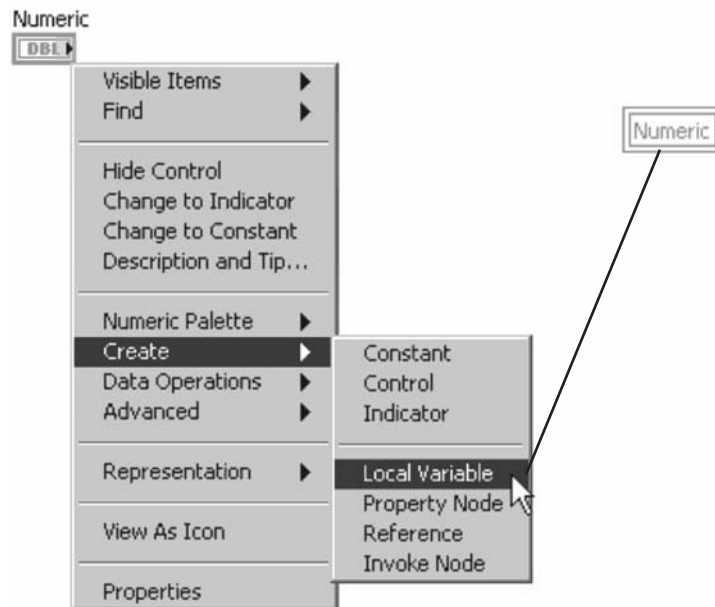 Numeric
DBL
Visible Items
Find
Hide Control
Change to Indicator
Change to Constant
Description and Tip...
Numeric Palette
Create
Data Operations
Advanced
Representation
View As Icon
Properties
Constant
Control
Indicator
Local Variable
Property Node
Reference
Invoke Node
Numeric